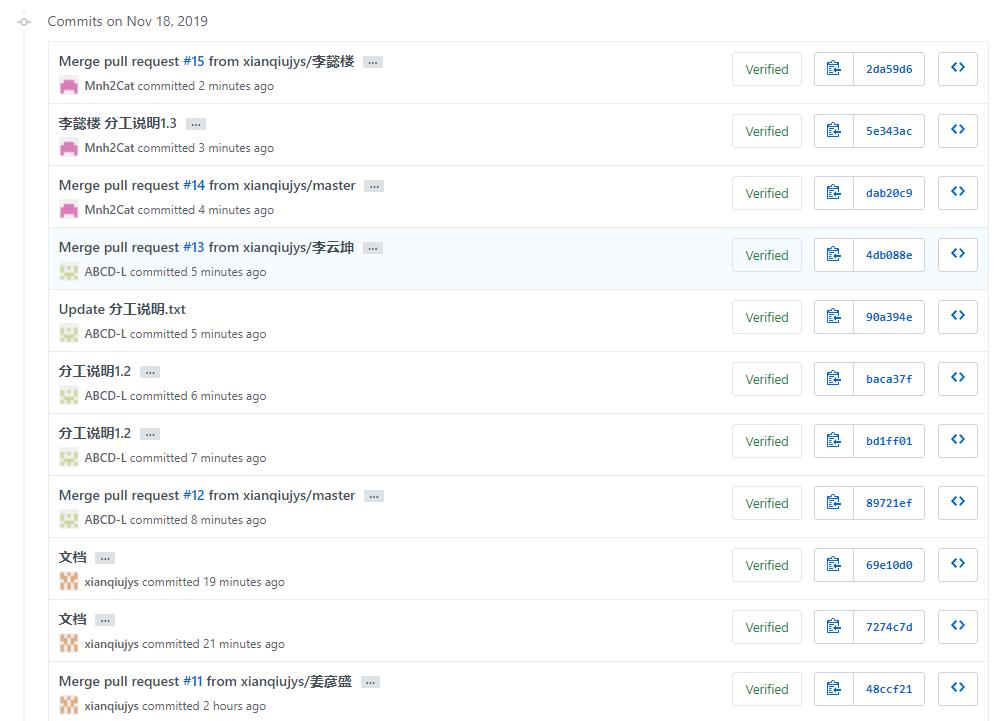 Commits on Nov 18, 2019
Merge pull request #15 from xianqiujys/李懿楼 ...
Verified 2da59d6
Mnh2Cat committed 2 minutes ago
李懿楼 分工说明1.3 ...
Verified 5e343ac
Mnh2Cat committed 3 minutes ago
Merge pull request #14 from xianqiujys/master ...
Verified dab20c9
Mnh2Cat committed 4 minutes ago
Merge pull request #13 from xianqiujys/李云坤 ...
Verified 4db088e
ABCD-L committed 5 minutes ago
Update 分工说明.txt
Verified 90a394e
ABCD-L committed 5 minutes ago
分工说明1.2 ...
Verified baca37f
ABCD-L committed 6 minutes ago
分工说明1.2 ...
Verified bd1ff01
ABCD-L committed 7 minutes ago
Merge pull request #12 from xianqiujys/master ...
Verified 89721ef
ABCD-L committed 8 minutes ago
文档 ...
Verified 69e10d0
xianqiujys committed 19 minutes ago
文档 ...
Verified 7274c7d
xianqiujys committed 21 minutes ago
Merge pull request #11 from xianqiujys/姜彦盛 ...
Verified 48ccf21
xianqiujys committed 2 hours ago